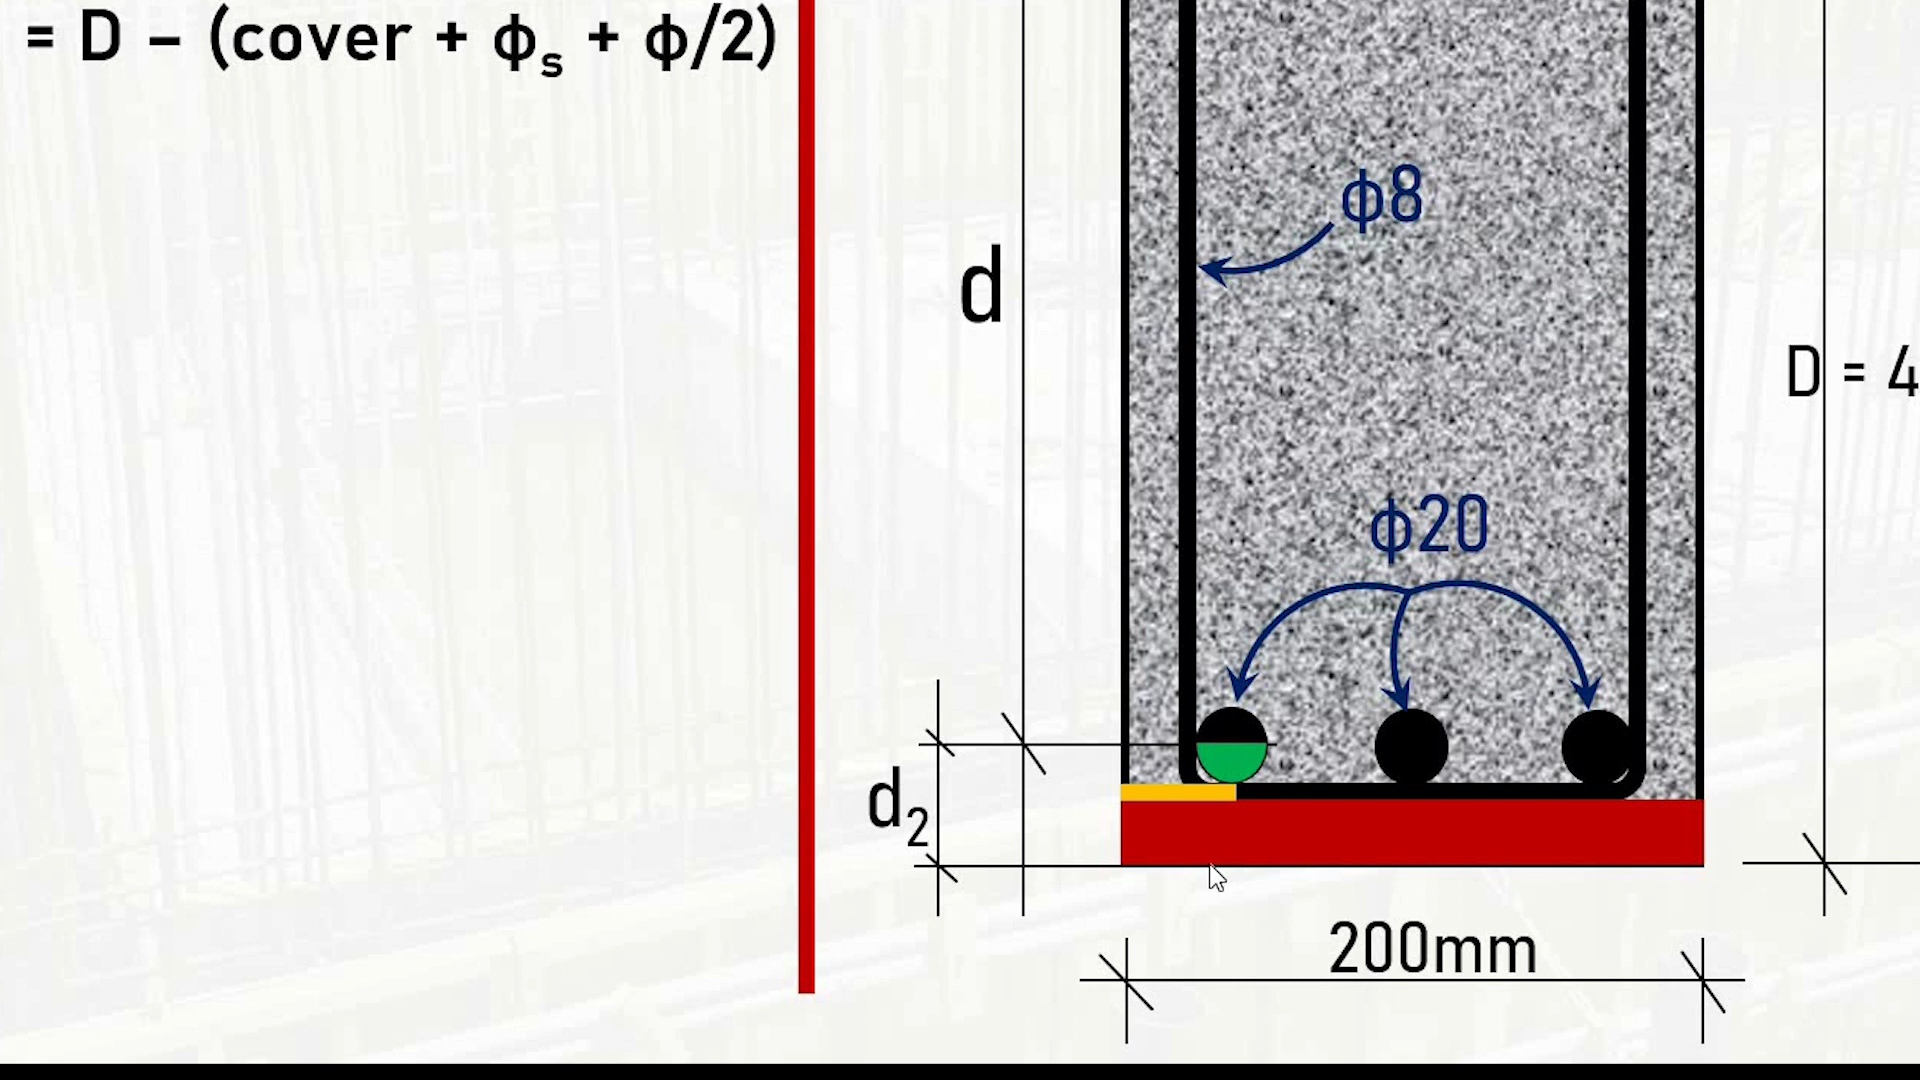 = D – (cover + ϕₛ + ϕ/2)
ϕ8
d
D = 4
ϕ20
d₂
200mm